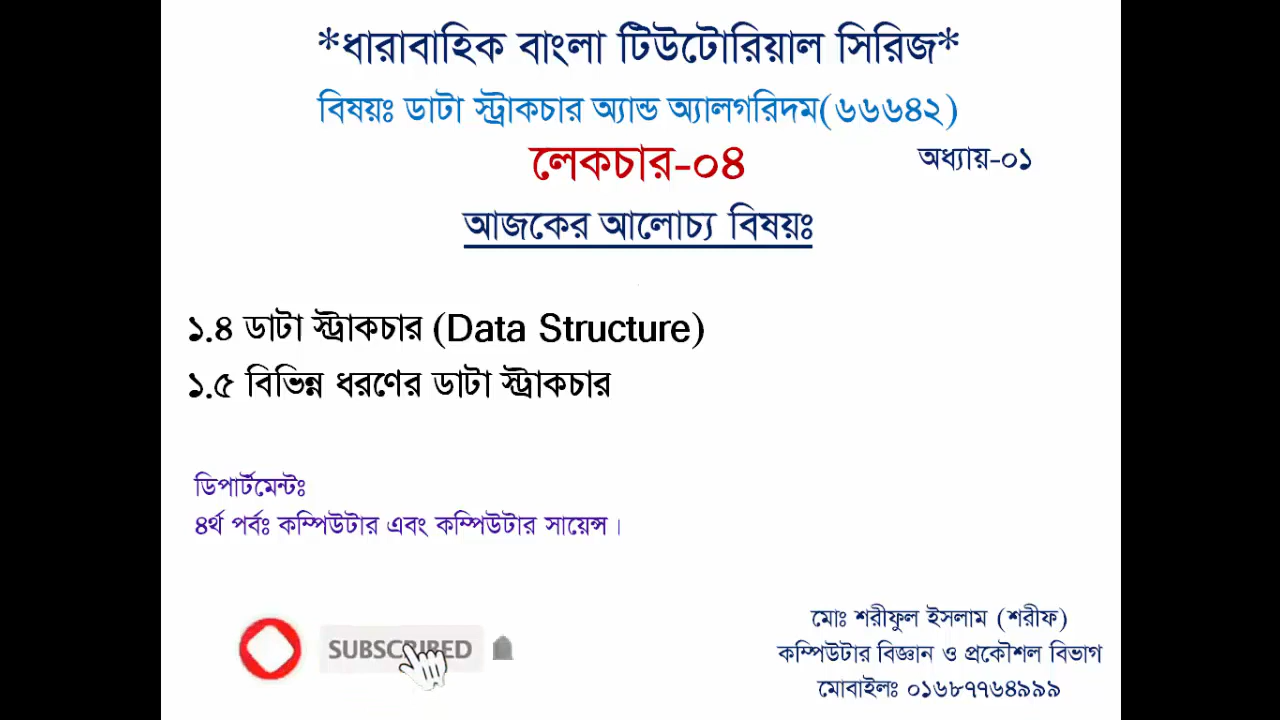 *ধারাবাহিক বাংলা টিউটোরিয়াল সিরিজ*
বিষয়ঃ ডাটা স্ট্রাকচার অ্যান্ড অ্যালগরিদম(৬৬৬৪২)
লেকচার-০৪
অধ্যায়-০১
আজকের আলোচ্য বিষয়ঃ
১.৪ ডাটা স্ট্রাকচার (Data Structure)
১.৫ বিভিন্ন ধরণের ডাটা স্ট্রাকচার
ডিপার্টমেন্টঃ
৪র্থ পর্বঃ কম্পিউটার এবং কম্পিউটার সায়েন্স।
SUBSCRIBED
মোঃ শরীফুল ইসলাম (শরীফ)
কম্পিউটার বিজ্ঞান ও প্রকৌশল বিভাগ
মোবাইলঃ ০১৬৮৭৭৬৪৯৯৯